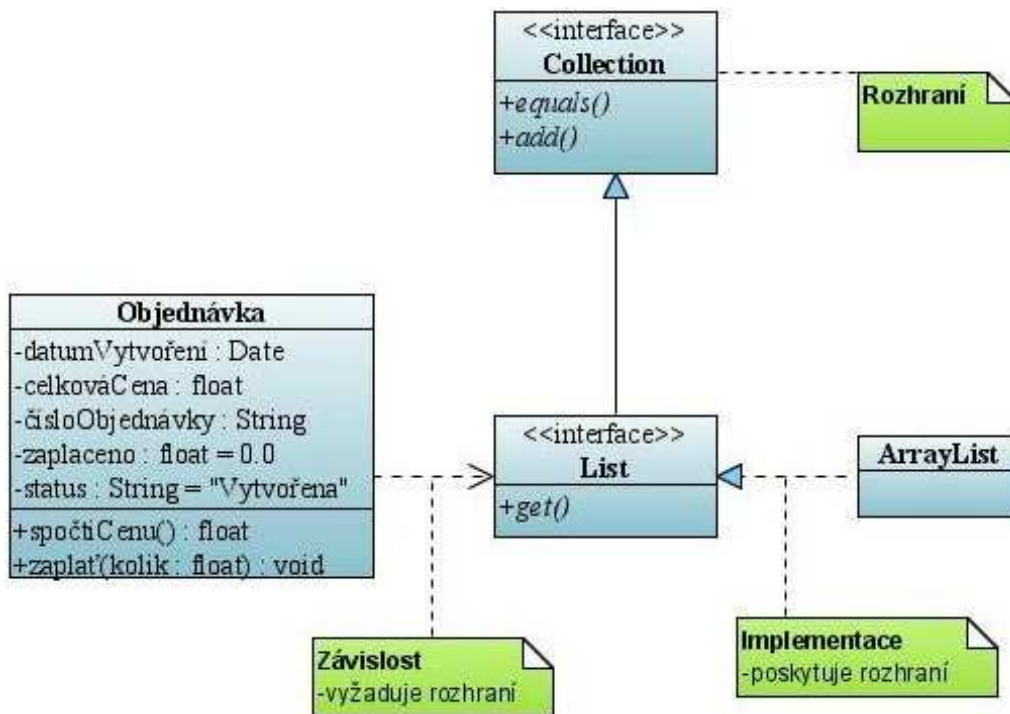 <<interface>>
Collection
+equals()
+add()
Rozhraní
Objednávka
-datumVytvoření : Date
-celkováCena : float
-čísloObjednávky : String
-zaplaceno : float = 0.0
-status : String = "Vytvořena"
+spočtiCenu() : float
+zaplať(kolik : float) : void
<<interface>>
List
+get()
ArrayList
Závislost
-vyžaduje rozhraní
Implementace
-poskytuje rozhraní